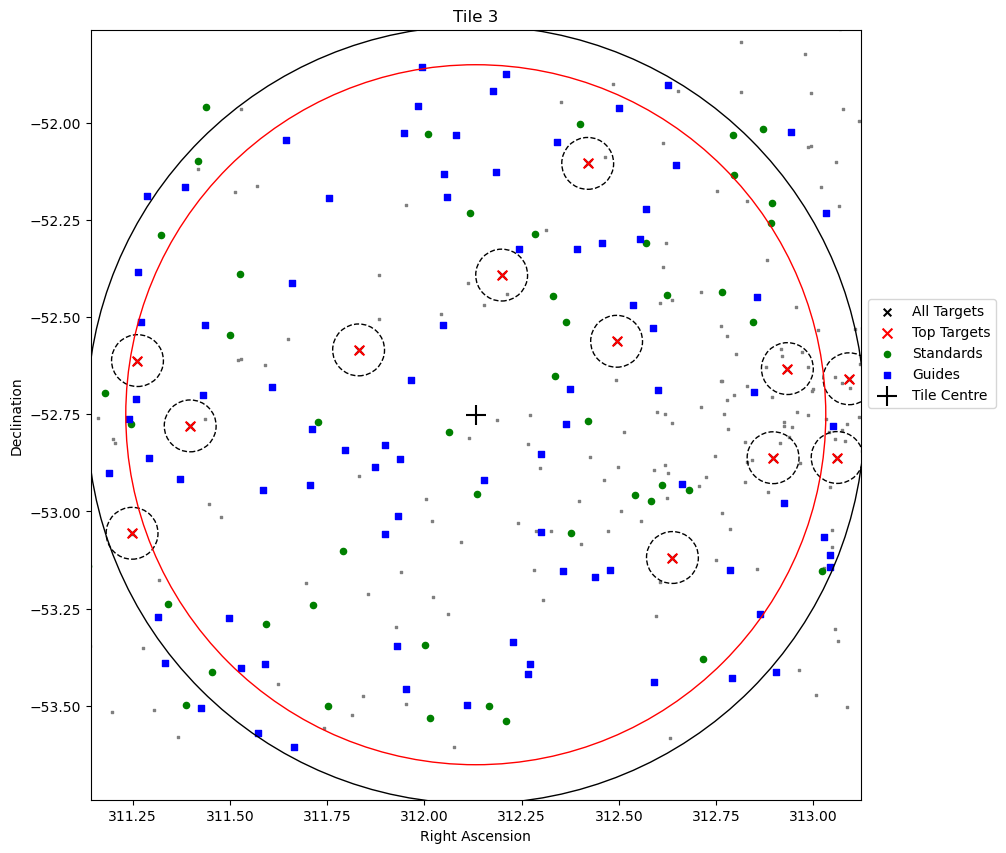 Tile 3
−52.00
−52.25
−52.50
−52.75
−53.00
−53.25
−53.50
Declination
311.25 311.50 311.75 312.00 312.25 312.50 312.75 313.00
Right Ascension
All Targets
Top Targets
Standards
Guides
Tile Centre